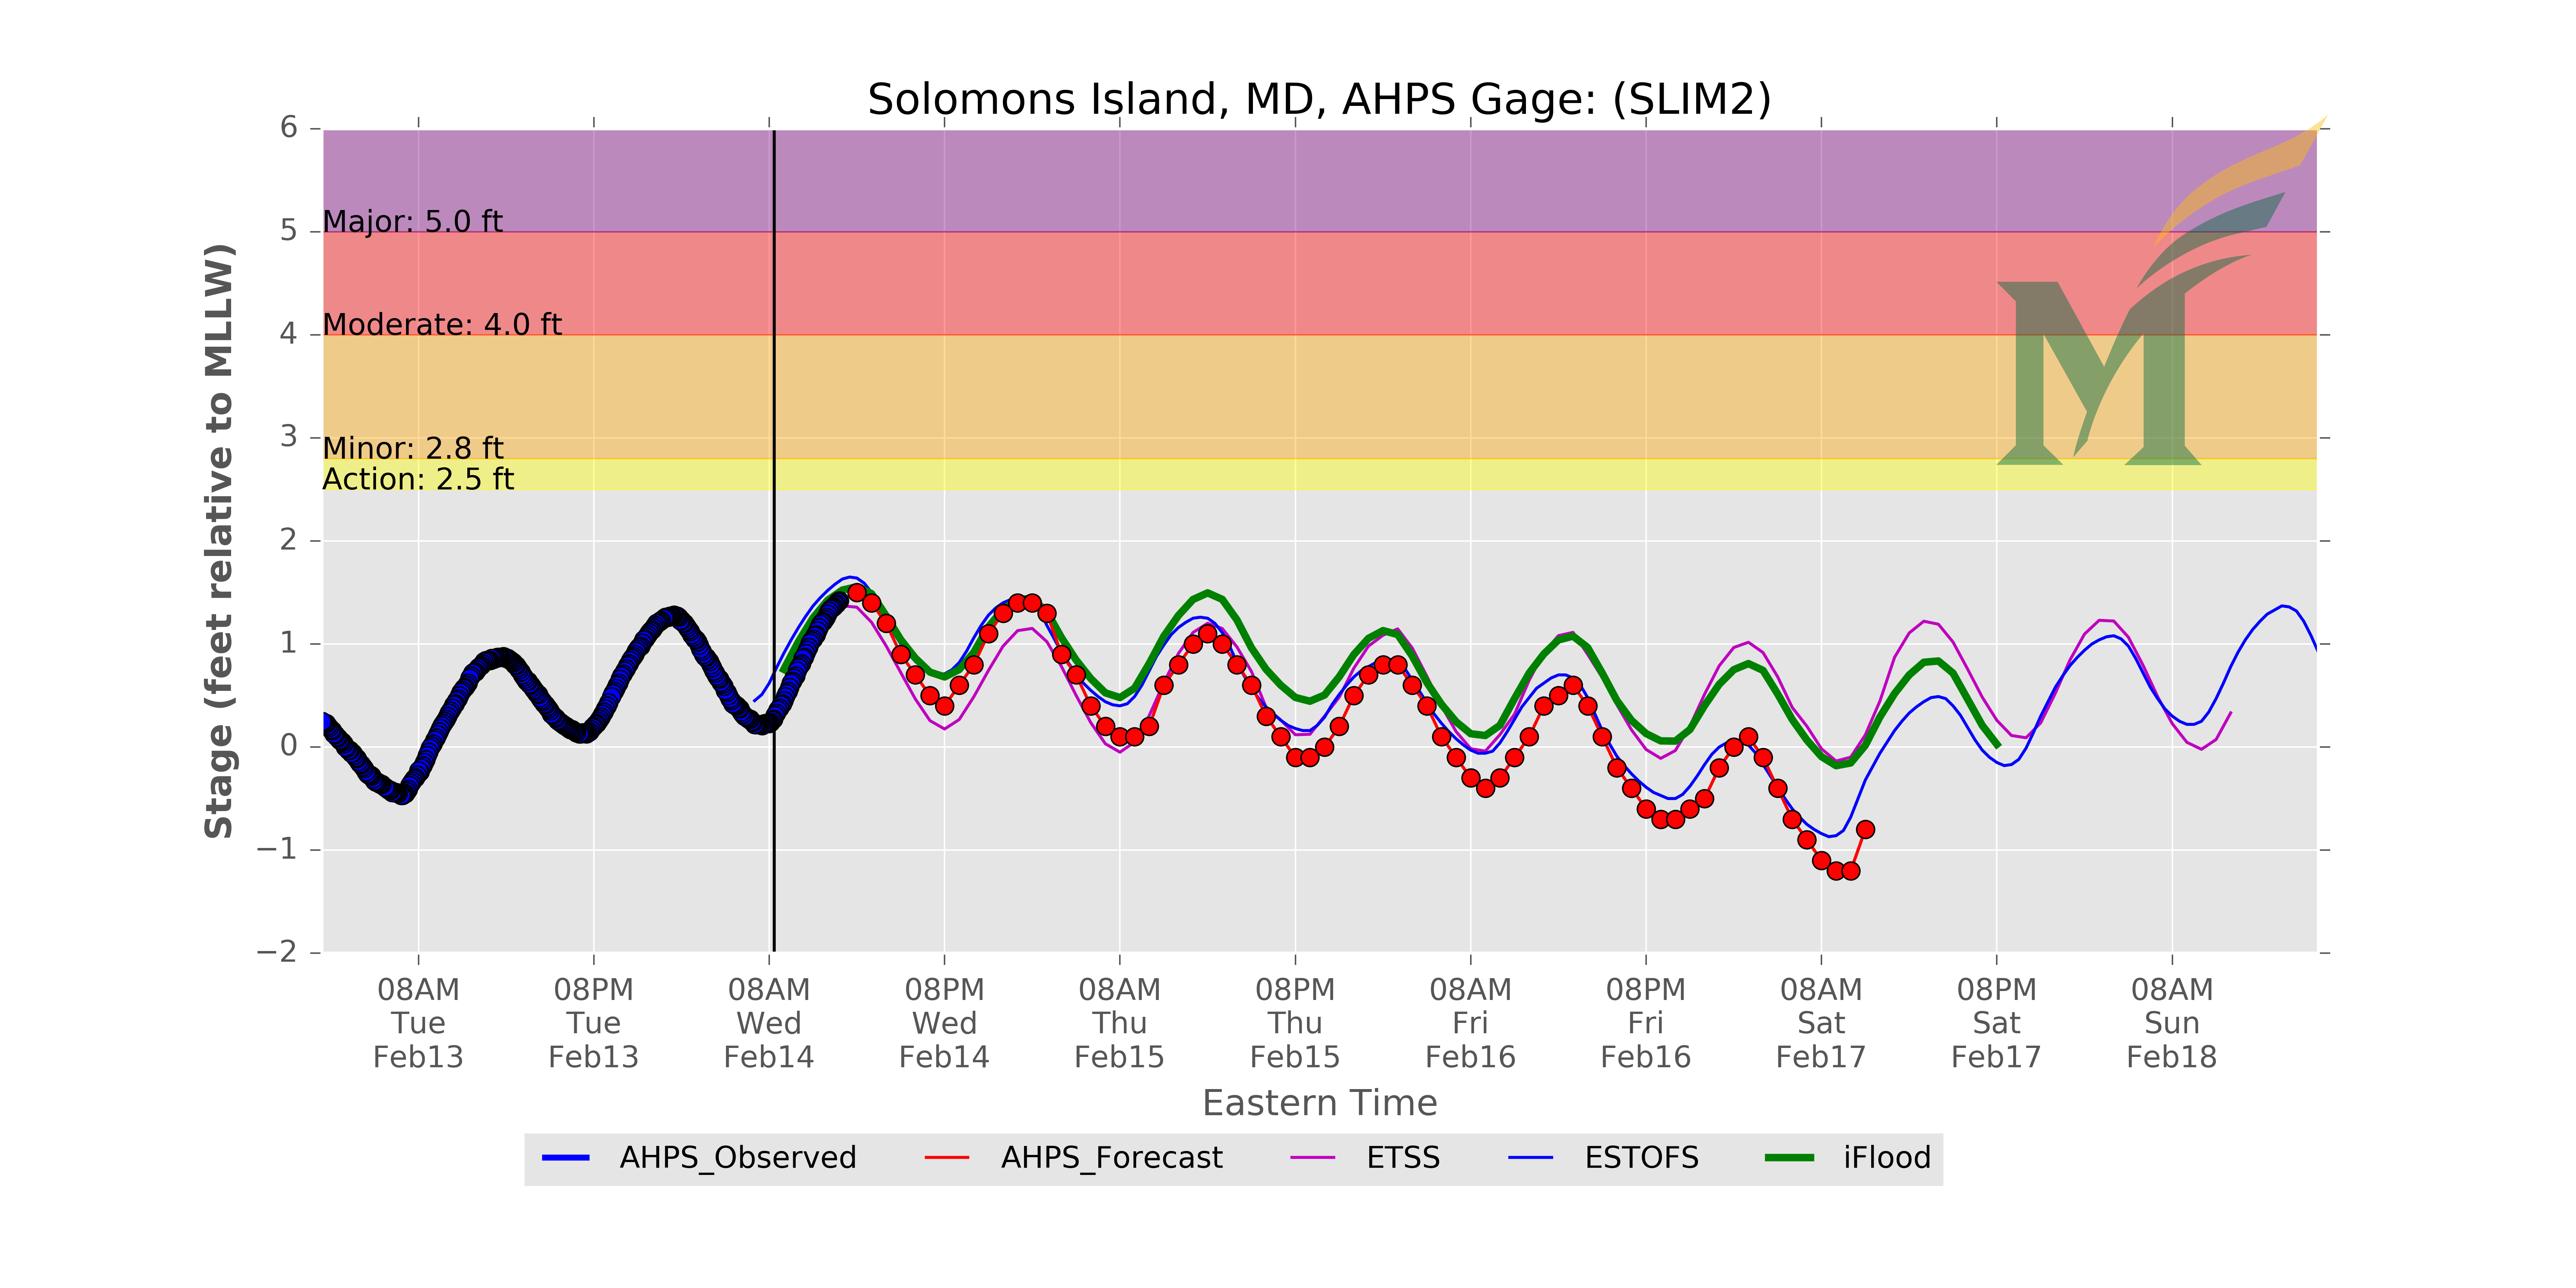 Solomons Island, MD, AHPS Gage: (SLIM2)
6
5
4
3
2
1
0
−1
−2
Stage (feet relative to MLLW)
Major: 5.0 ft
Moderate: 4.0 ft
Minor: 2.8 ft
Action: 2.5 ft
M
08AM
Tue
Feb13
08PM
Tue
Feb13
08AM
Wed
Feb14
08PM
Wed
Feb14
08AM
Thu
Feb15
08PM
Thu
Feb15
08AM
Fri
Feb16
08PM
Fri
Feb16
08AM
Sat
Feb17
08PM
Sat
Feb17
08AM
Sun
Feb18
Eastern Time
AHPS_Observed AHPS_Forecast ETSS ESTOFS iFlood